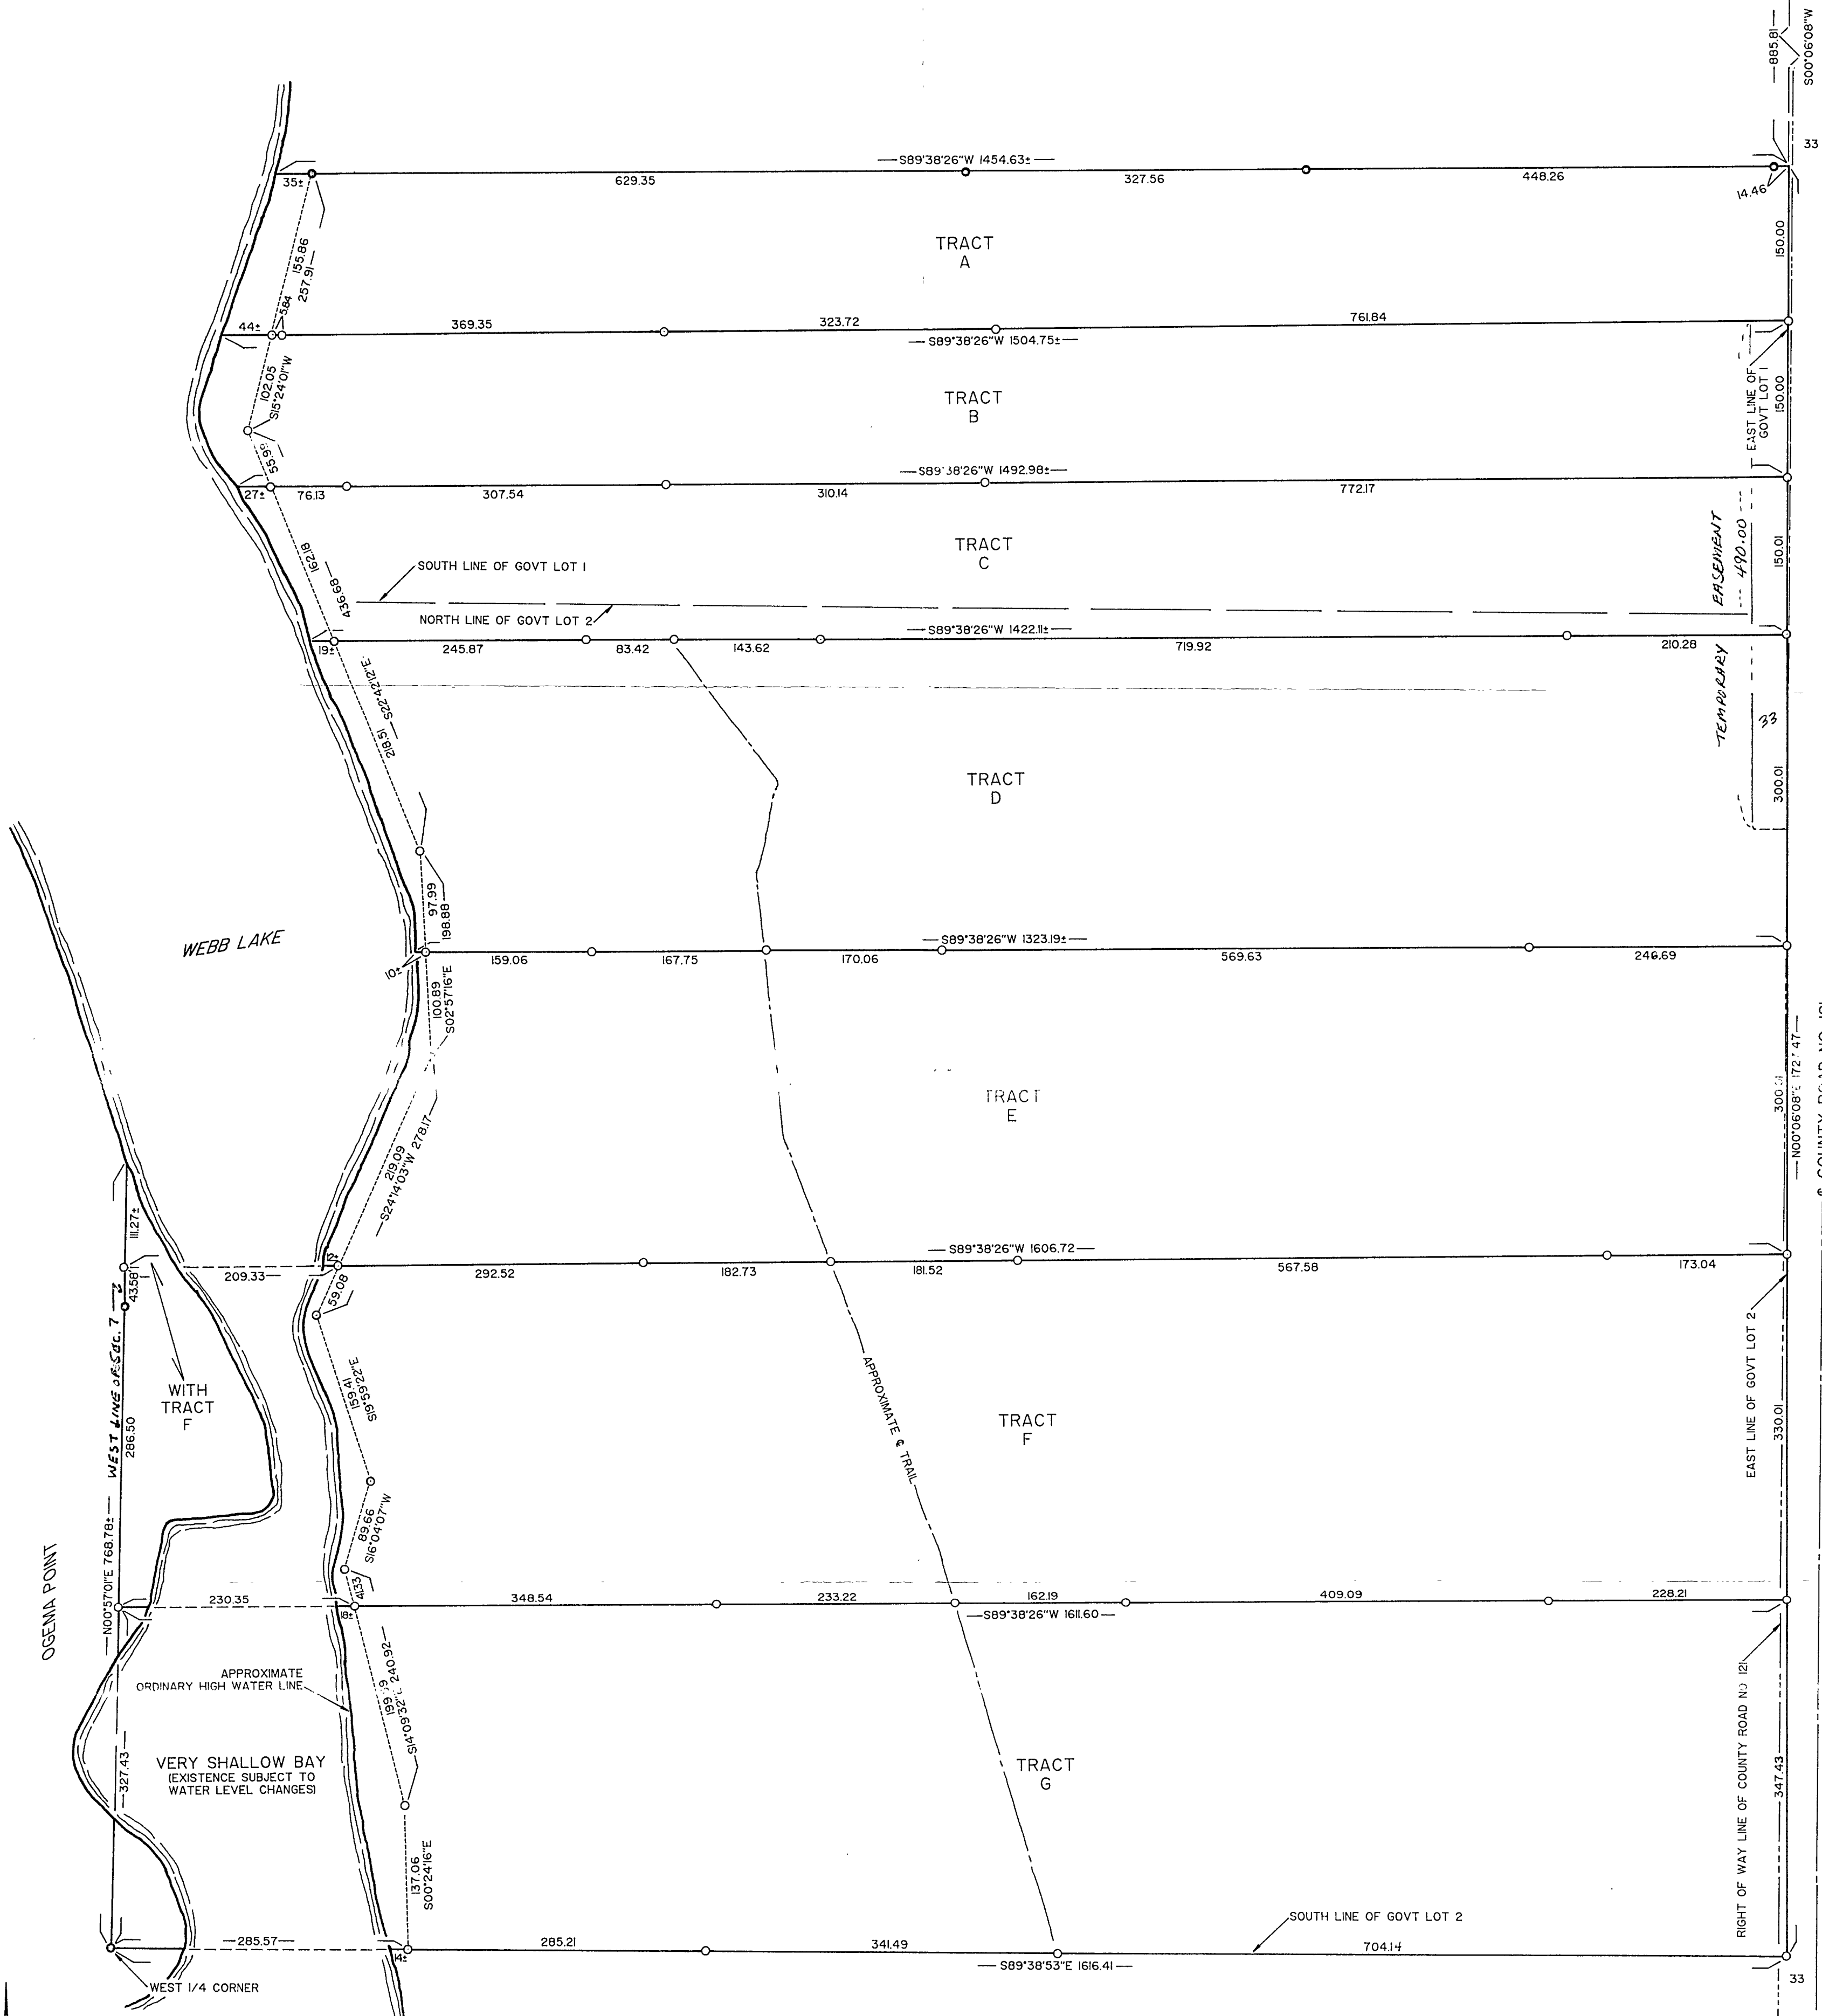 885.81
S00°06'08"W
33
S89°38'26"W 1454.63±
35±
629.35
327.56
448.26
14.46
155.86
257.91
TRACT
A
150.00
5.84
44±
369.35
323.72
761.84
S89°38'26"W 1504.75±
102.05
S15°24'01"W
TRACT
B
EAST LINE OF
GOVT LOT 1
150.00
S89°38'26"W 1492.98±
27±
76.13
307.54
310.14
772.17
162.18
436.68
TRACT
C
EASEMENT
490.00
150.01
SOUTH LINE OF GOVT LOT 1
NORTH LINE OF GOVT LOT 2
S89°38'26"W 1422.11±
19±
245.87
83.42
143.62
719.92
210.28
218.51
S22°42'12"E
TEMPORARY
33
TRACT
D
300.01
WEBB LAKE
97.99
198.88
S89°38'26"W 1323.19±
10±
159.06
167.75
170.06
569.63
246.69
100.89
S02°57'16"E
TRACT
E
N00°06'08"E
219.09
S24°14'03"W 278.17
111.27±
S89°38'26"W 1606.72
12±
209.33
292.52
182.73
181.52
567.58
173.04
43.58
59.08
WEST LINE OF SEC. 7
286.50
WITH
TRACT
F
159.41
S19°59'22"E
APPROXIMATE ℄ TRAIL
TRACT
F
EAST LINE OF GOVT LOT 2
330.01
89.66
S16°04'07"W
N00°57'01"E 768.78±
OGEMA POINT
41.33
230.35
18±
348.54
233.22
162.19
409.09
228.21
S89°38'26"W 1611.60
APPROXIMATE
ORDINARY HIGH WATER LINE
240.92
VERY SHALLOW BAY
(EXISTENCE SUBJECT TO
WATER LEVEL CHANGES)
327.43
TRACT
G
RIGHT OF WAY LINE OF COUNTY ROAD NO 121
347.43
137.06
S00°24'16"E
SOUTH LINE OF GOVT LOT 2
285.57
14±
285.21
341.49
704.14
S89°38'53"E 1616.41
WEST 1/4 CORNER
33